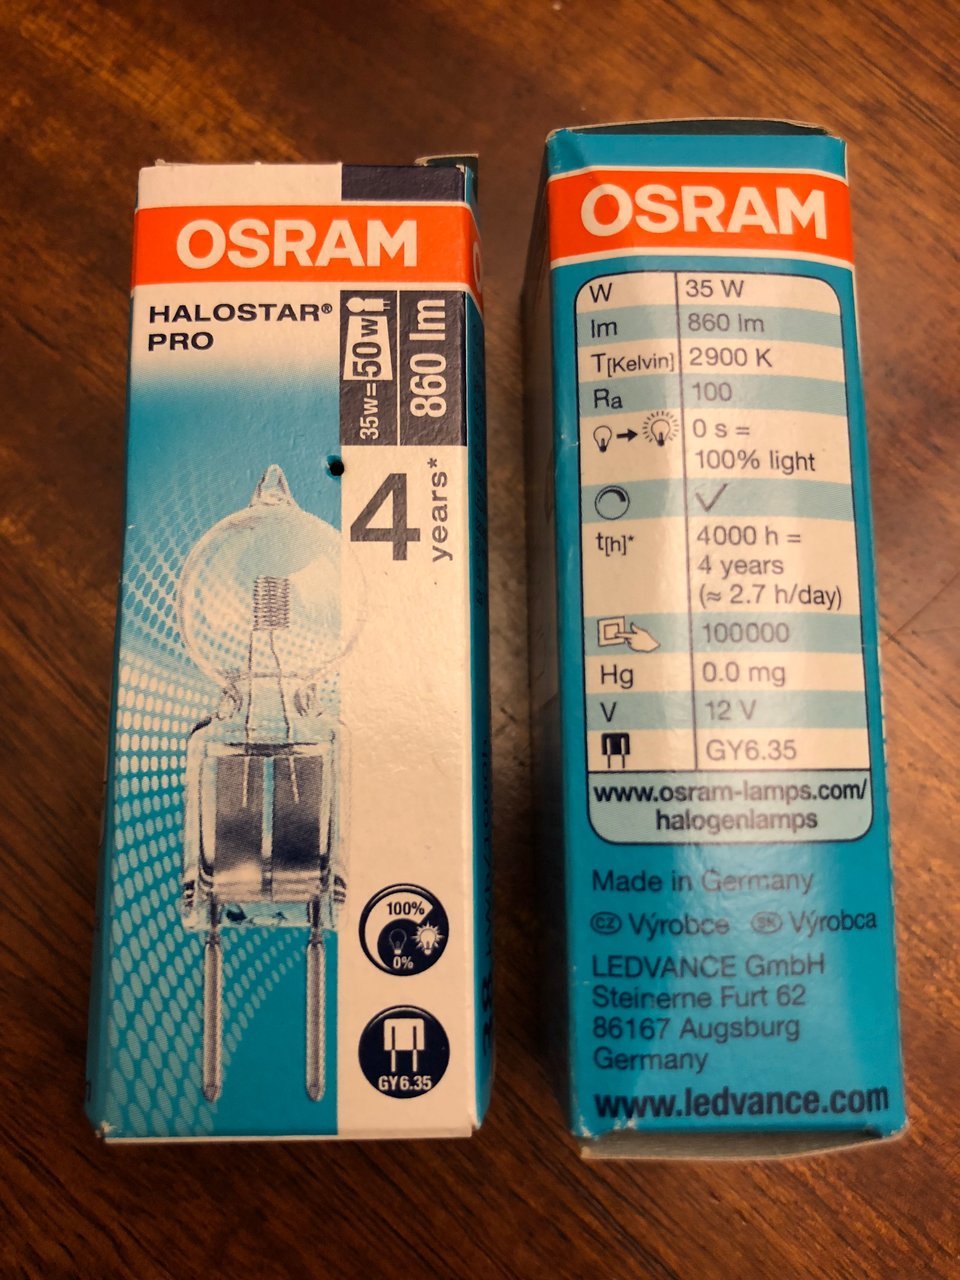 OSRAM
HALOSTAR®
PRO
35w=50w
860 lm
4
years*
100%
0%
GY6.35
OSRAM
W 35 W
lm 860 lm
T[Kelvin] 2900 K
Ra 100
0 s =
100% light
t[h]* 4000 h =
4 years
(≈ 2.7 h/day)
100000
Hg 0.0 mg
V 12 V
GY6.35
www.osram-lamps.com/
halogenlamps
Made in Germany
CZ Výrobce SK Výrobca
LEDVANCE GmbH
Steinerne Furt 62
86167 Augsburg
Germany
www.ledvance.com